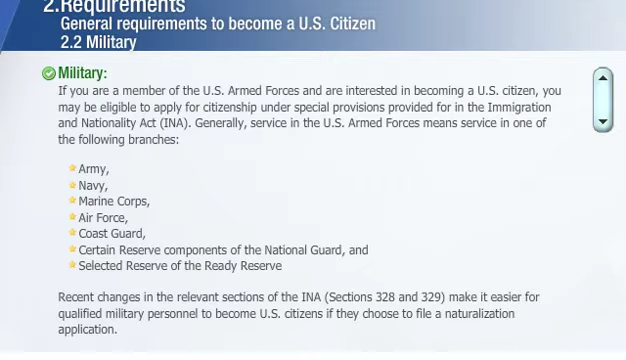 2.Requirements
General requirements to become a U.S. Citizen
2.2 Military
Military:
If you are a member of the U.S. Armed Forces and are interested in becoming a U.S. citizen, you
may be eligible to apply for citizenship under special provisions provided for in the Immigration
and Nationality Act (INA). Generally, service in the U.S. Armed Forces means service in one of
the following branches:
Army,
Navy,
Marine Corps,
Air Force,
Coast Guard,
Certain Reserve components of the National Guard, and
Selected Reserve of the Ready Reserve
Recent changes in the relevant sections of the INA (Sections 328 and 329) make it easier for
qualified military personnel to become U.S. citizens if they choose to file a naturalization
application.